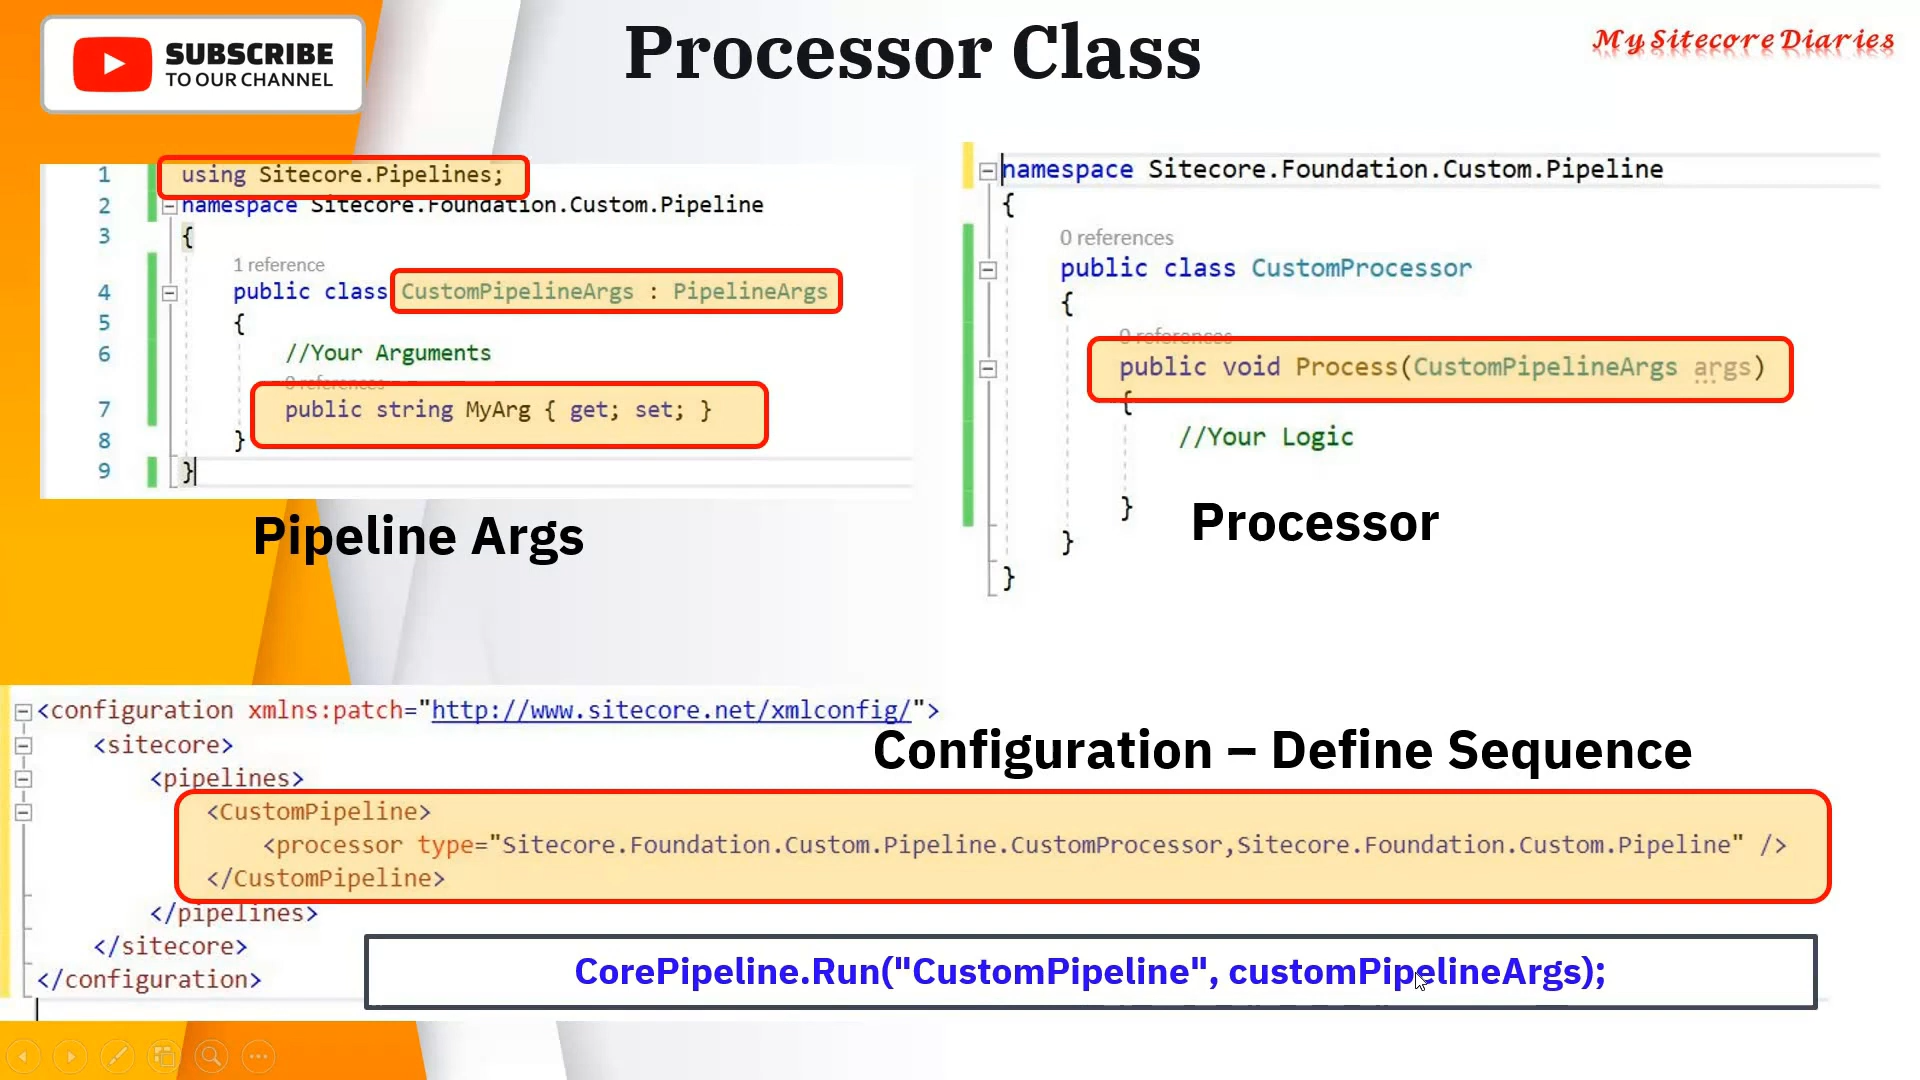 SUBSCRIBE
TO OUR CHANNEL
Processor Class
My Sitecore Diaries
1 using Sitecore.Pipelines;
2 namespace Sitecore.Foundation.Custom.Pipeline
3 {
1 reference
4 public class CustomPipelineArgs : PipelineArgs
5 {
6 //Your Arguments
0 references
7 public string MyArg { get; set; }
8 }
9 }
Pipeline Args
namespace Sitecore.Foundation.Custom.Pipeline
{
0 references
public class CustomProcessor
{
0 references
public void Process(CustomPipelineArgs args)
{
//Your Logic
}
}
}
Processor
<configuration xmlns:patch="http://www.sitecore.net/xmlconfig/">
<sitecore>
<pipelines>
<CustomPipeline>
<processor type="Sitecore.Foundation.Custom.Pipeline.CustomProcessor,Sitecore.Foundation.Custom.Pipeline" />
</CustomPipeline>
</pipelines>
</sitecore>
</configuration>
Configuration – Define Sequence
CorePipeline.Run("CustomPipeline", customPipelineArgs);